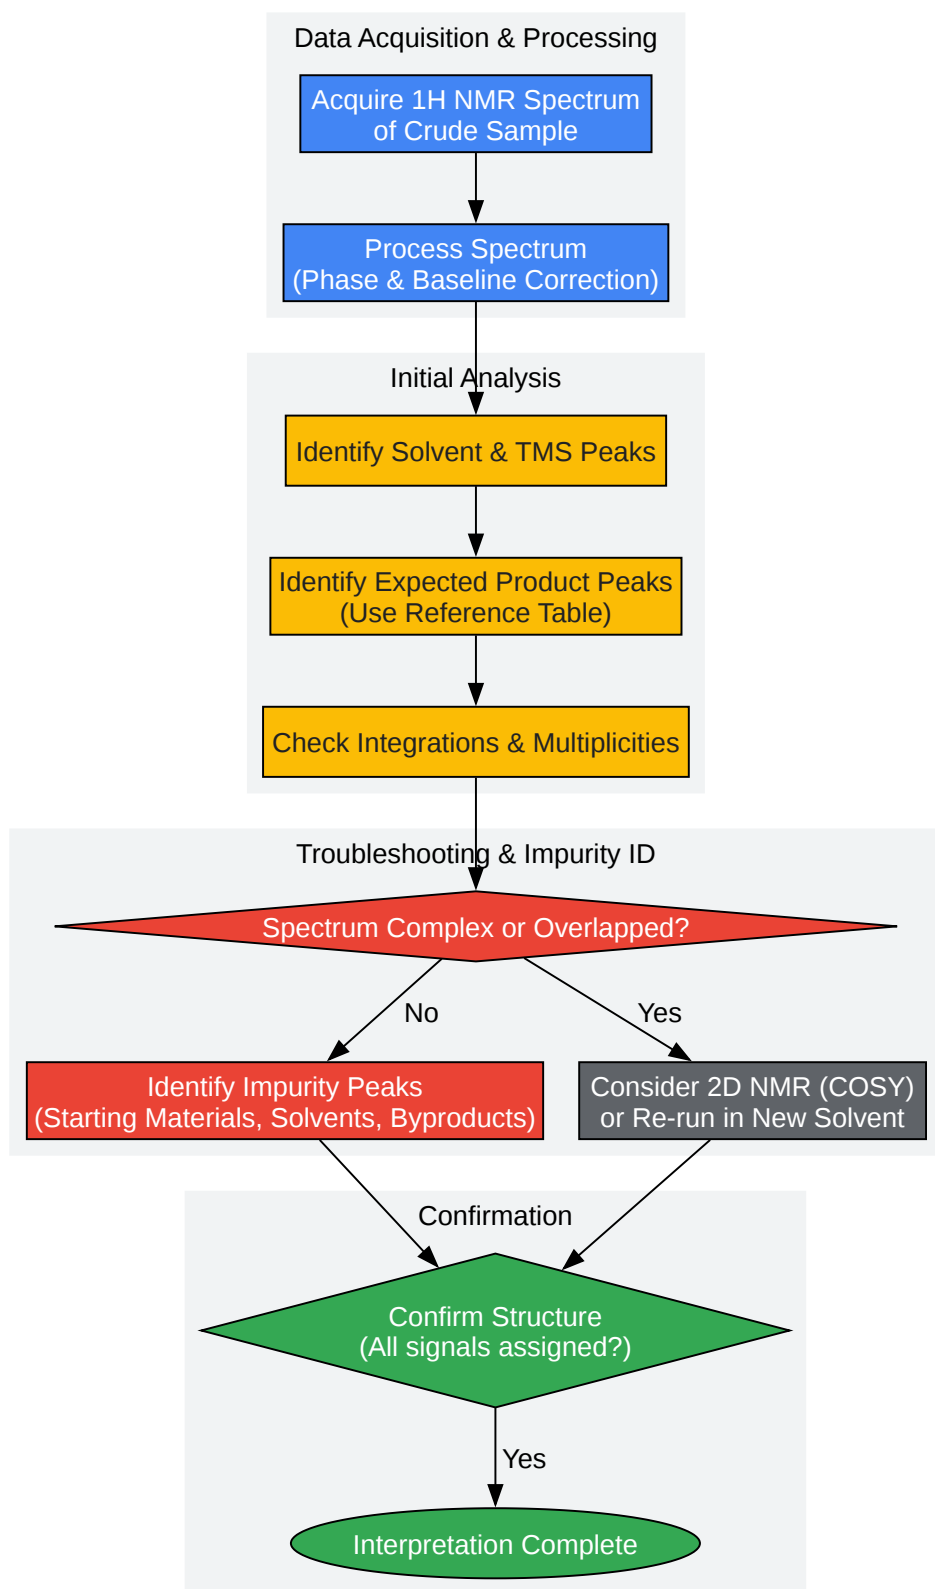 Data Acquisition & Processing
Acquire 1H NMR Spectrum
of Crude Sample
Process Spectrum
(Phase & Baseline Correction)
Initial Analysis
Identify Solvent & TMS Peaks
Identify Expected Product Peaks
(Use Reference Table)
Check Integrations & Multiplicities
Troubleshooting & Impurity ID
Spectrum Complex or Overlapped?
No
Yes
Identify Impurity Peaks
(Starting Materials, Solvents, Byproducts)
Consider 2D NMR (COSY)
or Re-run in New Solvent
Confirmation
Confirm Structure
(All signals assigned?)
Yes
Interpretation Complete